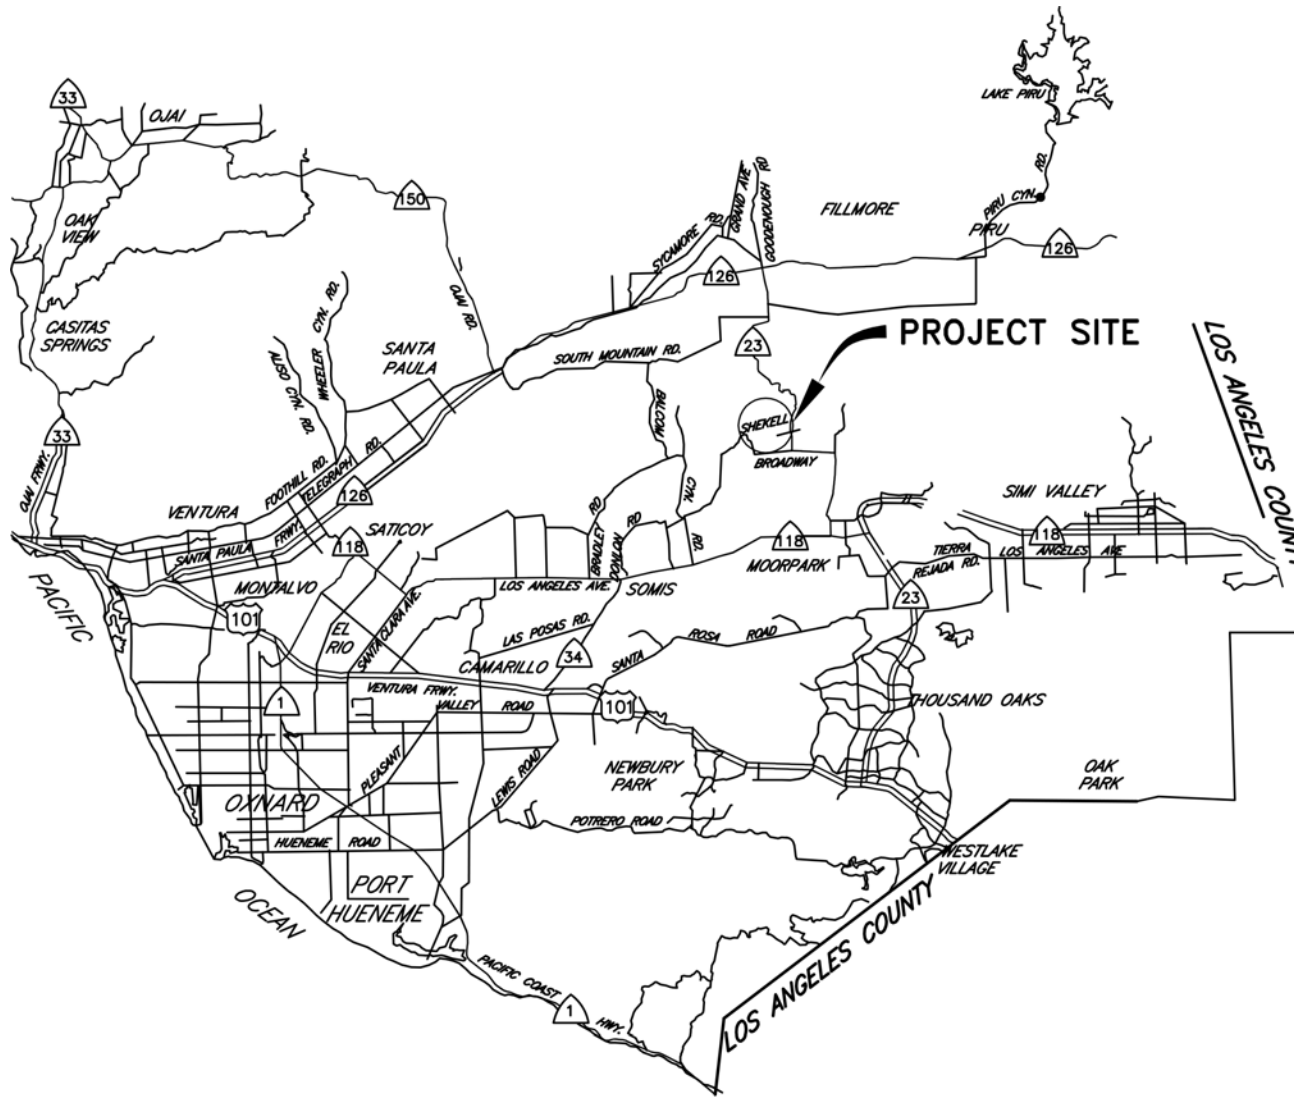 33
OJAI
LAKE PIRU
150
OAK
VIEW
SYCAMORE RD.
GRAND AVE
GOODENOUGH RD
FILLMORE
PIRU CYN. RD.
PIRU
126
126
OJAI RD.
CASITAS
SPRINGS
WHEELER CYN. RD.
ALISO CYN. RD.
SANTA
PAULA
SOUTH MOUNTAIN RD.
23
PROJECT SITE
LOS ANGELES COUNTY
BALCOM CYN. RD.
SHEKELL
BROADWAY
33
OJAI FRWY.
FOOTHILL RD.
TELEGRAPH RD.
126
VENTURA
SANTA PAULA FRWY.
SATICOY
118
BRADLEY RD
DONLON RD
118
MOORPARK
SIMI VALLEY
118
TIERRA
REJADA RD.
LOS ANGELES AVE
PACIFIC
MONTALVO
LOS ANGELES AVE.
SOMIS
23
101
EL
RIO
SANTA CLARA AVE.
LAS POSAS RD.
34
SANTA ROSA ROAD
CAMARILLO
VENTURA FRWY.
1
VALLEY ROAD
101
THOUSAND OAKS
PLEASANT
LEWIS ROAD
NEWBURY
PARK
OAK
PARK
OXNARD
POTRERO ROAD
HUENEME ROAD
WESTLAKE
VILLAGE
PORT
HUENEME
OCEAN
LOS ANGELES COUNTY
PACIFIC COAST HWY.
1